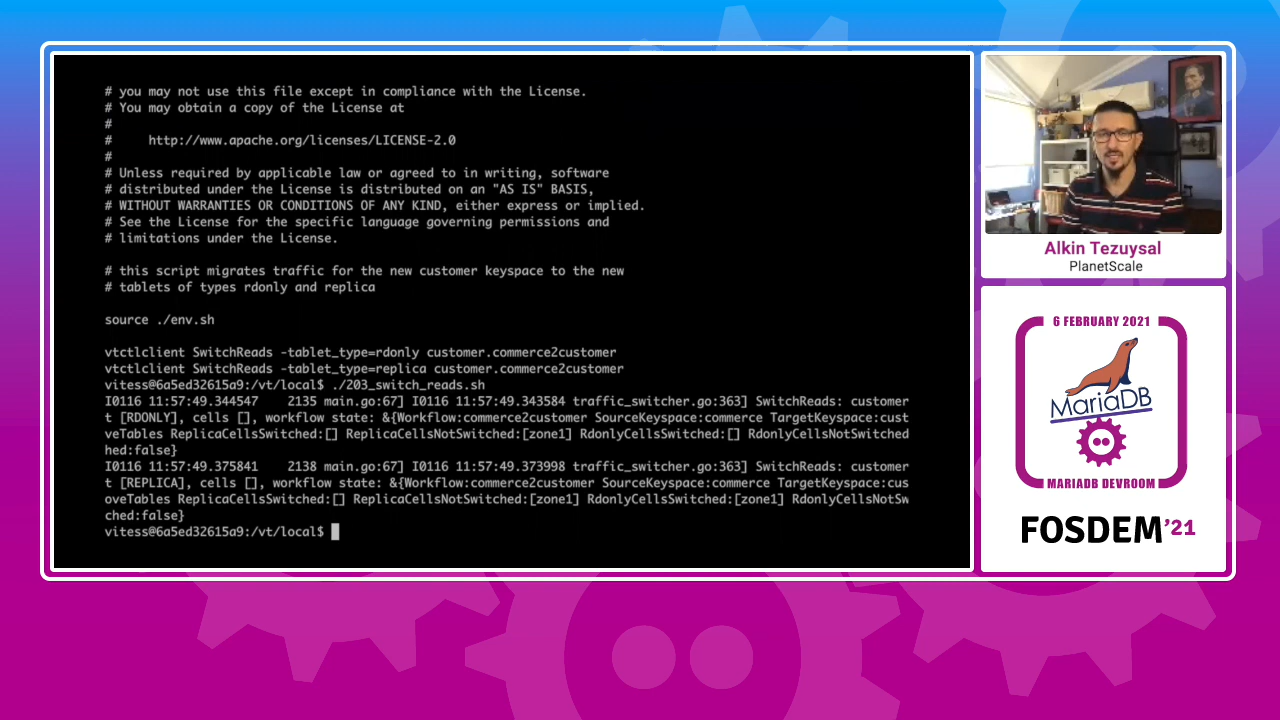 # you may not use this file except in compliance with the License.
# You may obtain a copy of the License at
#
#     http://www.apache.org/licenses/LICENSE-2.0
#
# Unless required by applicable law or agreed to in writing, software
# distributed under the License is distributed on an "AS IS" BASIS,
# WITHOUT WARRANTIES OR CONDITIONS OF ANY KIND, either express or implied.
# See the License for the specific language governing permissions and
# limitations under the License.

# this script migrates traffic for the new customer keyspace to the new
# tablets of types rdonly and replica

source ./env.sh

vtctlclient SwitchReads -tablet_type=rdonly customer.commerce2customer
vtctlclient SwitchReads -tablet_type=replica customer.commerce2customer
vitess@6a5ed32615a9:/vt/local$ ./203_switch_reads.sh
I0116 11:57:49.344547    2135 main.go:67] I0116 11:57:49.343584 traffic_switcher.go:363] SwitchReads: customer
t [RDONLY], cells [], workflow state: &{Workflow:commerce2customer SourceKeyspace:commerce TargetKeyspace:cust
veTables ReplicaCellsSwitched:[] ReplicaCellsNotSwitched:[zone1] RdonlyCellsSwitched:[] RdonlyCellsNotSwitched
hed:false}
I0116 11:57:49.375841    2138 main.go:67] I0116 11:57:49.373998 traffic_switcher.go:363] SwitchReads: customer
t [REPLICA], cells [], workflow state: &{Workflow:commerce2customer SourceKeyspace:commerce TargetKeyspace:cus
oveTables ReplicaCellsSwitched:[] ReplicaCellsNotSwitched:[zone1] RdonlyCellsSwitched:[zone1] RdonlyCellsNotSw
ched:false}
vitess@6a5ed32615a9:/vt/local$
Alkin Tezuysal
PlanetScale
6 FEBRUARY 2021
MariaDB
MARIADB DEVROOM
FOSDEM'21